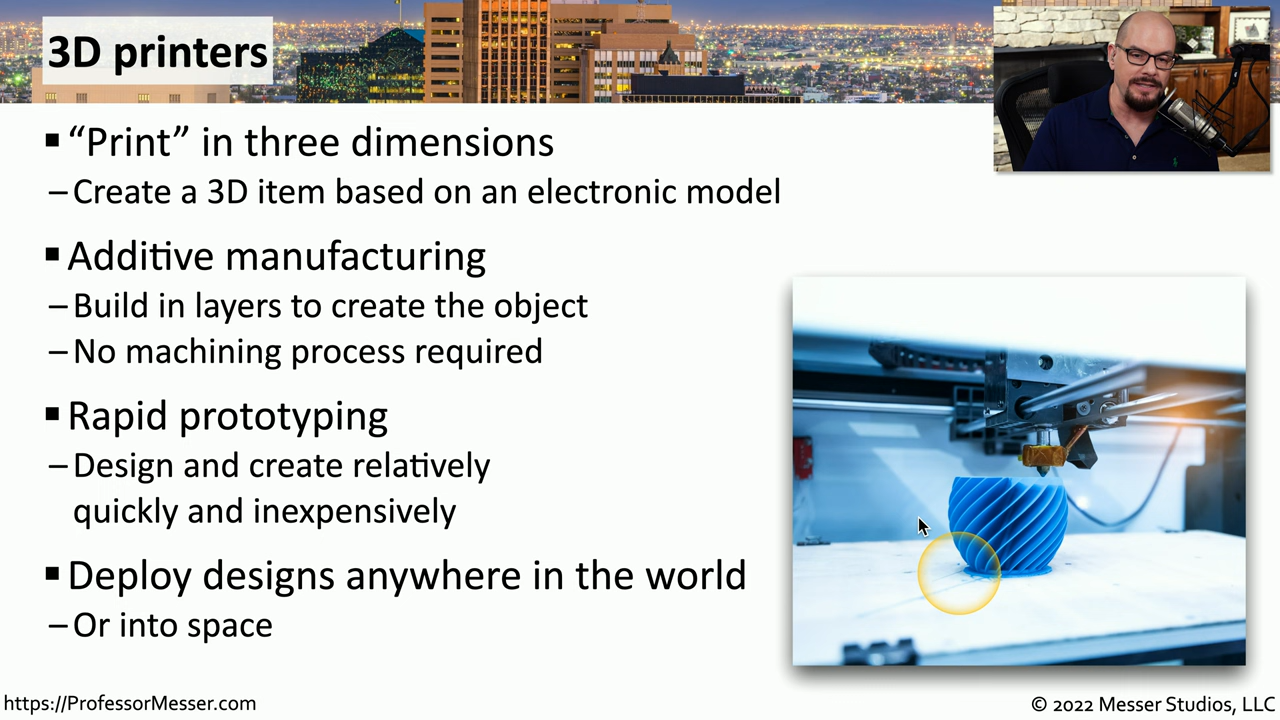 3D printers
▪ “Print” in three dimensions
– Create a 3D item based on an electronic model
▪ Additive manufacturing
– Build in layers to create the object
– No machining process required
▪ Rapid prototyping
– Design and create relatively
quickly and inexpensively
▪ Deploy designs anywhere in the world
– Or into space
https://ProfessorMesser.com
© 2022 Messer Studios, LLC